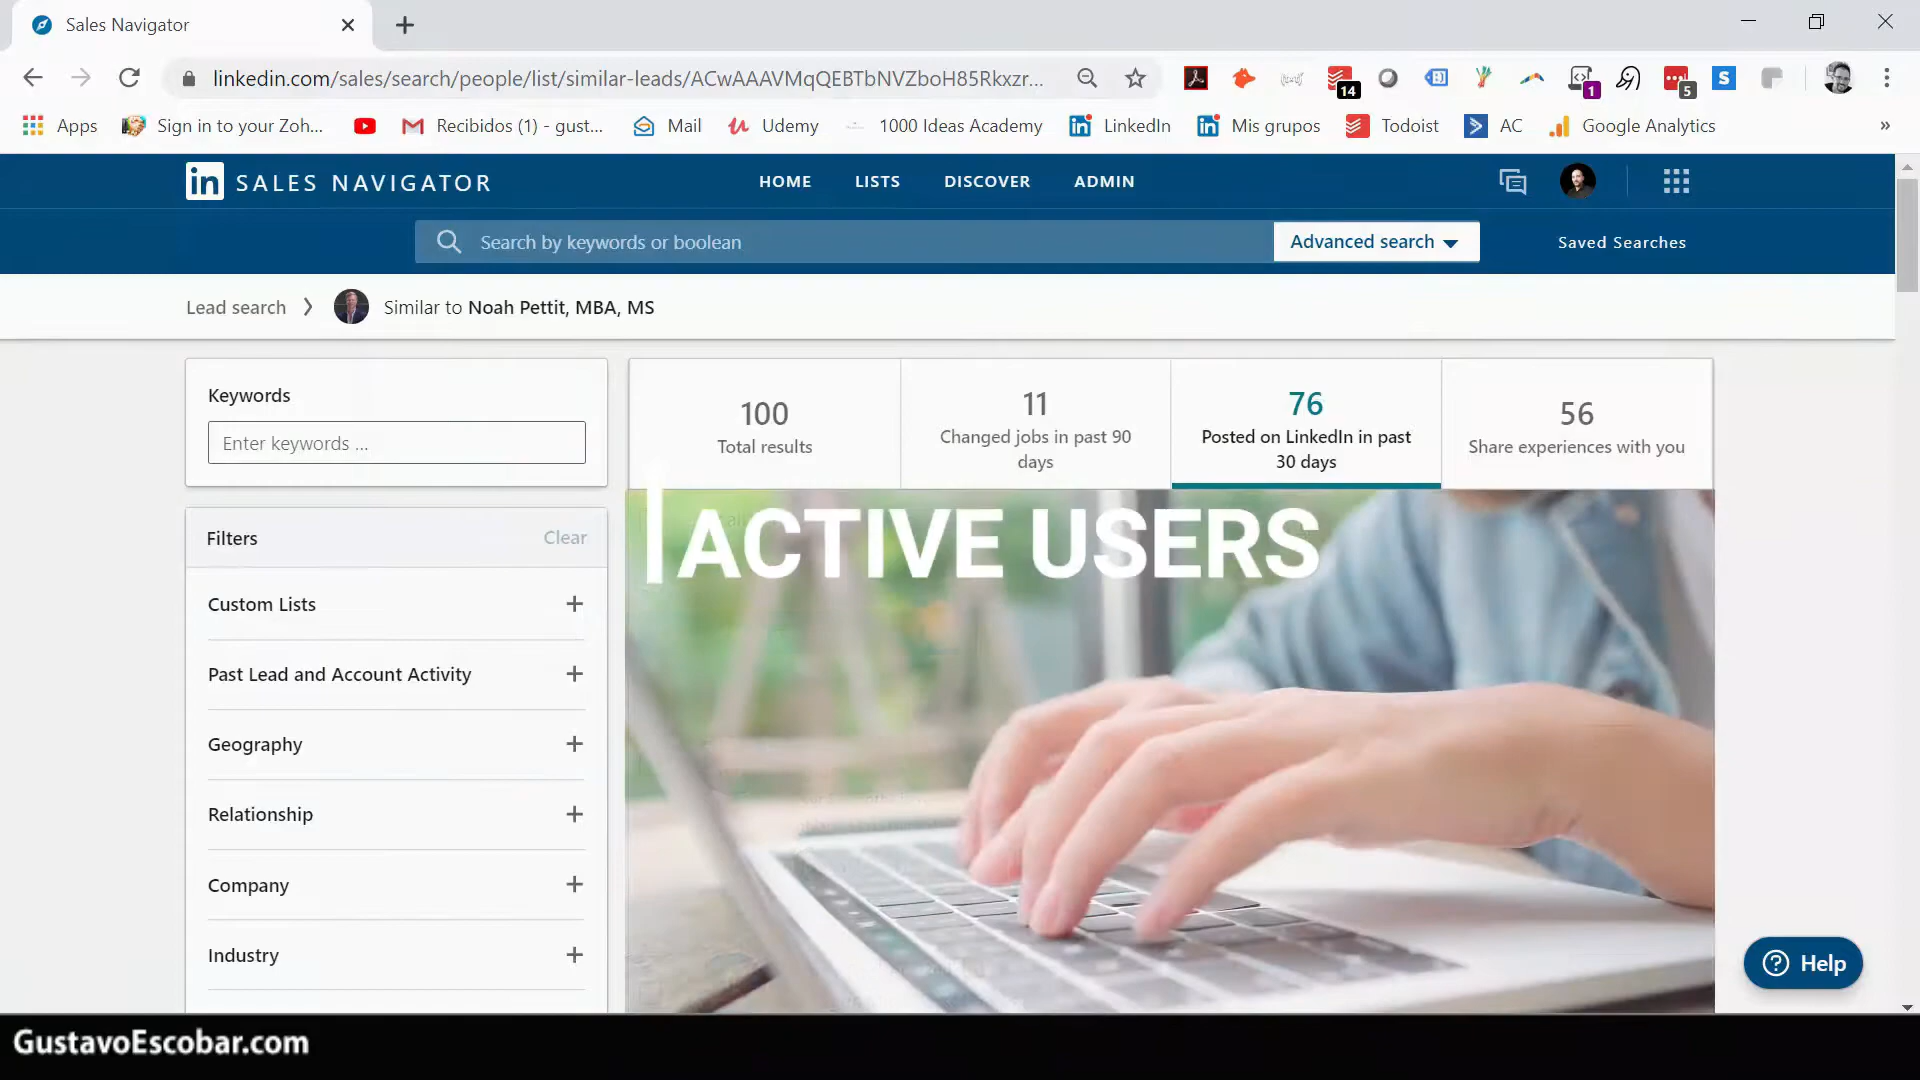 Sales Navigator
linkedin.com/sales/search/people/list/similar-leads/ACwAAAVMqQEBTbNVZboH85Rkxzr...
14
1
5
Apps
Sign in to your Zoh...
Recibidos (1) - gust...
Mail
Udemy
1000 Ideas Academy
LinkedIn
Mis grupos
Todoist
AC
Google Analytics
»
in SALES NAVIGATOR
HOME
LISTS
DISCOVER
ADMIN
Search by keywords or boolean
Advanced search
Saved Searches
Lead search
Similar to Noah Pettit, MBA, MS
Keywords
Enter keywords ...
100
Total results
11
Changed jobs in past 90
days
76
Posted on LinkedIn in past
30 days
56
Share experiences with you
ACTIVE USERS
Filters
Clear
Custom Lists
Past Lead and Account Activity
Geography
Relationship
Company
Industry
Help
GustavoEscobar.com